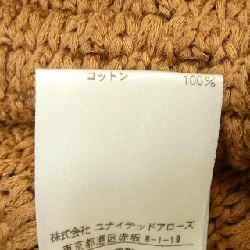 コットン 100%
株式会社 ユナイテッドアローズ
東京都港区赤坂 8-1-19